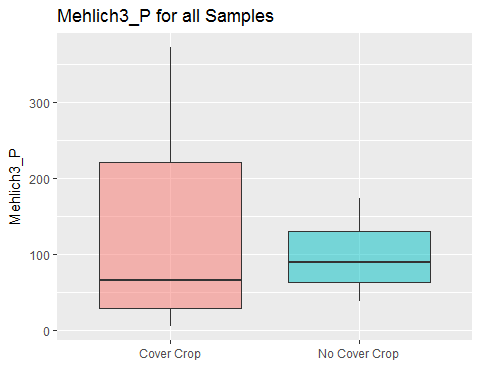 Mehlich3_P for all Samples
Mehlich3_P
300
200
100
0
Cover Crop
No Cover Crop